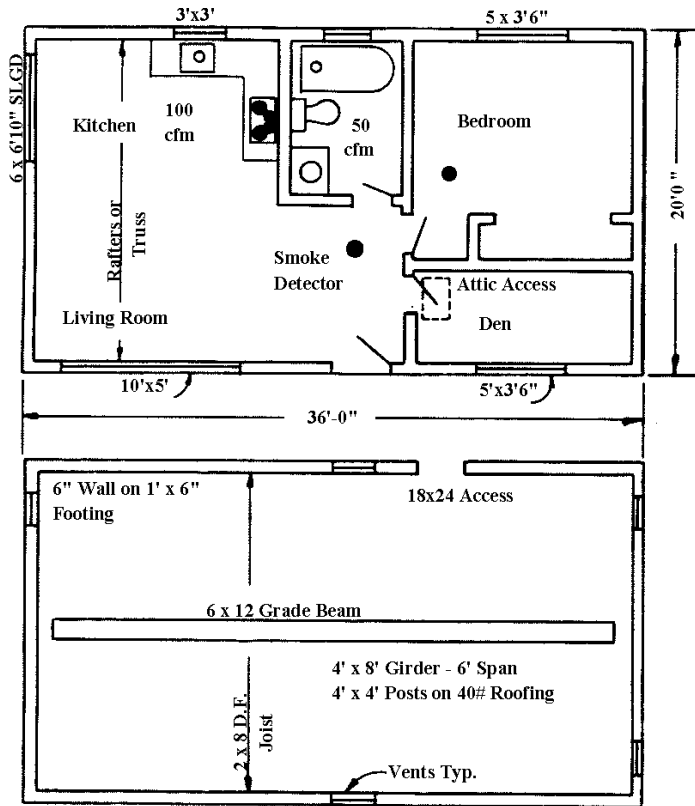 3'x3'
5 x 3'6"
6 x 6'10" SLGD
Kitchen
100
cfm
50
cfm
Bedroom
20'0 "
Rafters or
Truss
Smoke
Detector
Attic Access
Den
Living Room
10'x5'
5'x3'6"
36'-0"
6" Wall on 1' x 6"
Footing
18x24 Access
6 x 12 Grade Beam
4' x 8' Girder - 6' Span
4' x 4' Posts on 40# Roofing
2 x 8 D.F.
Joist
Vents Typ.